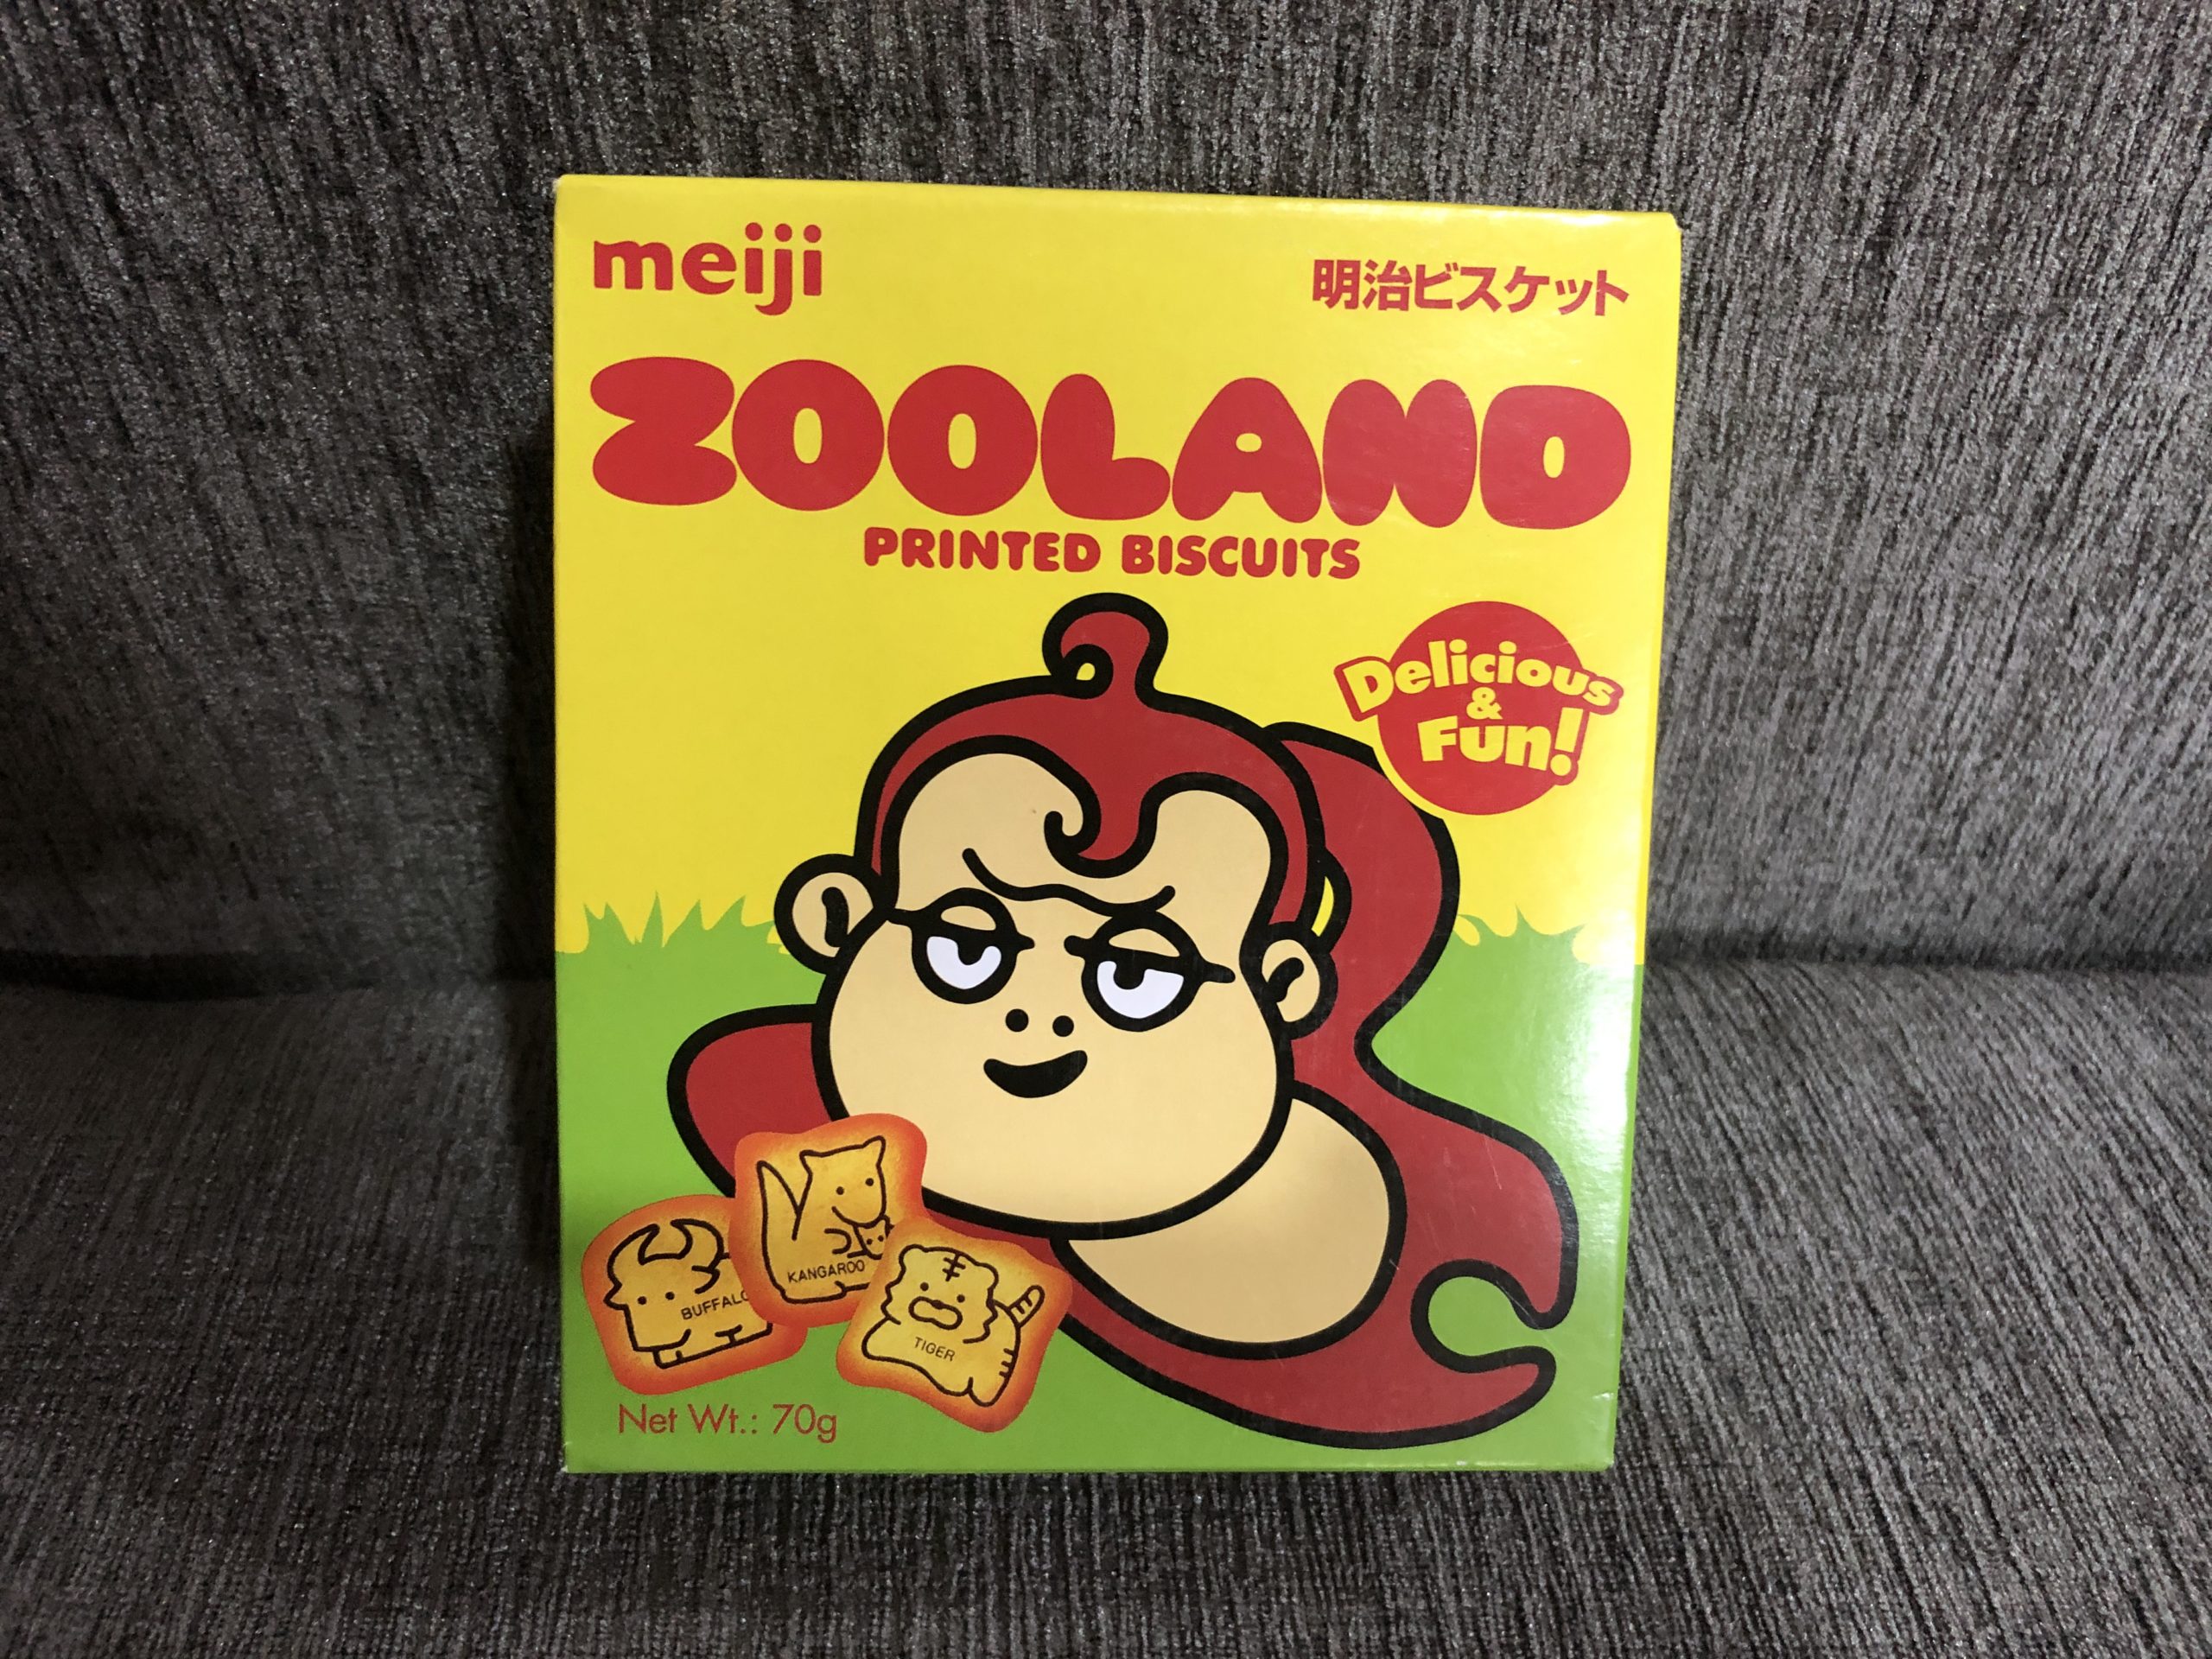 meiji
明治ビスケット
ZOOLAND
PRINTED BISCUITS
Delicious
&
Fun!
KANGAROO
BUFFALO
TIGER
Net Wt.: 70g